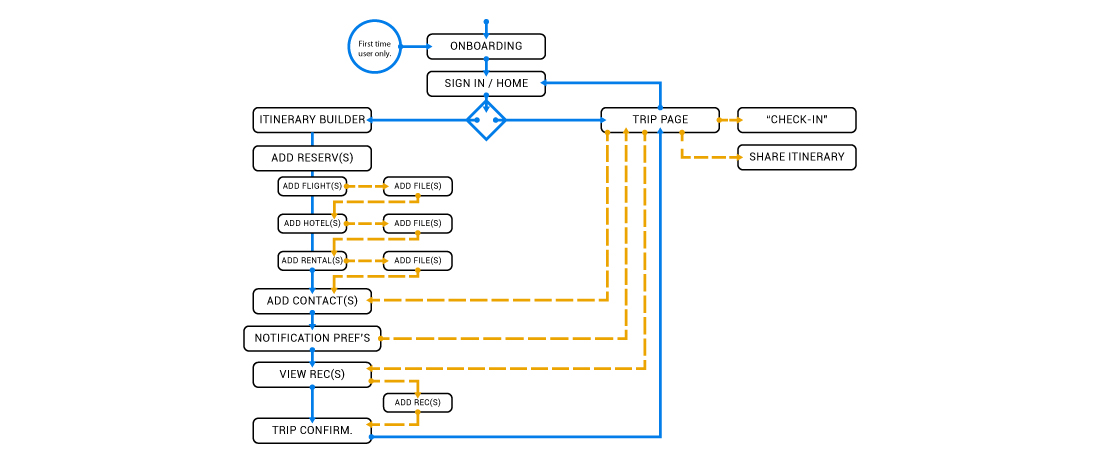 First time
user only.
ONBOARDING
SIGN IN / HOME
ITINERARY BUILDER
TRIP PAGE
“CHECK-IN”
ADD RESERV(S)
SHARE ITINERARY
ADD FLIGHT(S)
ADD FILE(S)
ADD HOTEL(S)
ADD FILE(S)
ADD RENTAL(S)
ADD FILE(S)
ADD CONTACT(S)
NOTIFICATION PREF'S
VIEW REC(S)
ADD REC(S)
TRIP CONFIRM.